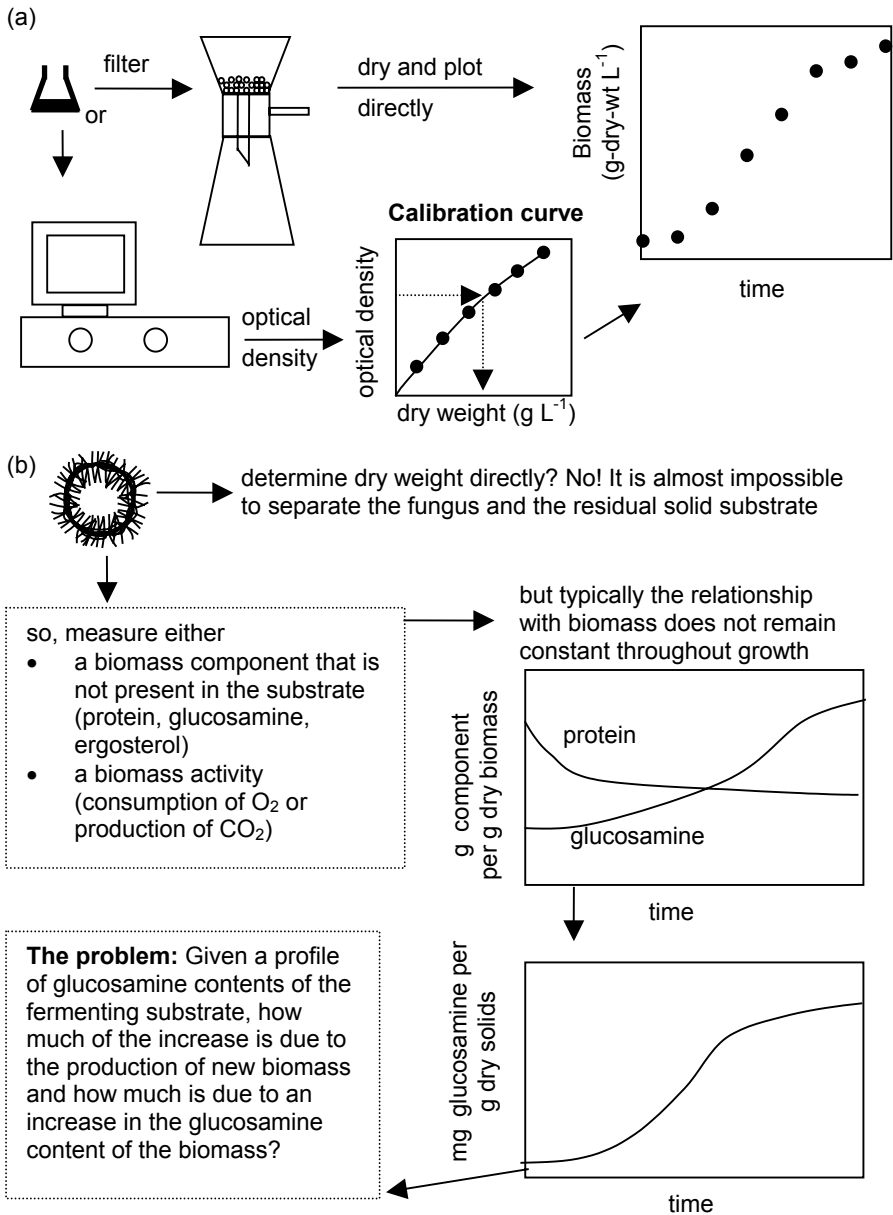 (a)
filter
or
dry and plot
directly
Biomass
(g-dry-wt L⁻¹)
time
optical
density
Calibration curve
optical density
dry weight (g L⁻¹)
(b)
determine dry weight directly? No! It is almost impossible
to separate the fungus and the residual solid substrate
so, measure either
• a biomass component that is
not present in the substrate
(protein, glucosamine,
ergosterol)
• a biomass activity
(consumption of O₂ or
production of CO₂)
but typically the relationship
with biomass does not remain
constant throughout growth
g component
per g dry biomass
protein
glucosamine
time
The problem: Given a profile
of glucosamine contents of the
fermenting substrate, how
much of the increase is due to
the production of new biomass
and how much is due to an
increase in the glucosamine
content of the biomass?
mg glucosamine per
g dry solids
time